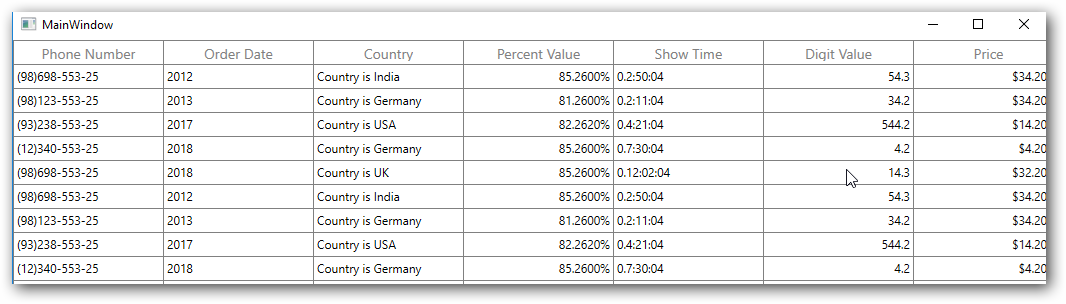 MainWindow
Phone Number Order Date Country Percent Value Show Time Digit Value Price
(98)698-553-25 2012 Country is India 85.2600% 0.2:50:04 54.3 $34.20
(98)123-553-25 2013 Country is Germany 81.2600% 0.2:11:04 34.2 $34.20
(93)238-553-25 2017 Country is USA 82.2620% 0.4:21:04 544.2 $14.20
(12)340-553-25 2018 Country is Germany 85.2600% 0.7:30:04 4.2 $4.20
(98)698-553-25 2018 Country is UK 85.2600% 0.12:02:04 14.3 $32.20
(98)698-553-25 2012 Country is India 85.2600% 0.2:50:04 54.3 $34.20
(98)123-553-25 2013 Country is Germany 81.2600% 0.2:11:04 34.2 $34.20
(93)238-553-25 2017 Country is USA 82.2620% 0.4:21:04 544.2 $14.20
(12)340-553-25 2018 Country is Germany 85.2600% 0.7:30:04 4.2 $4.20